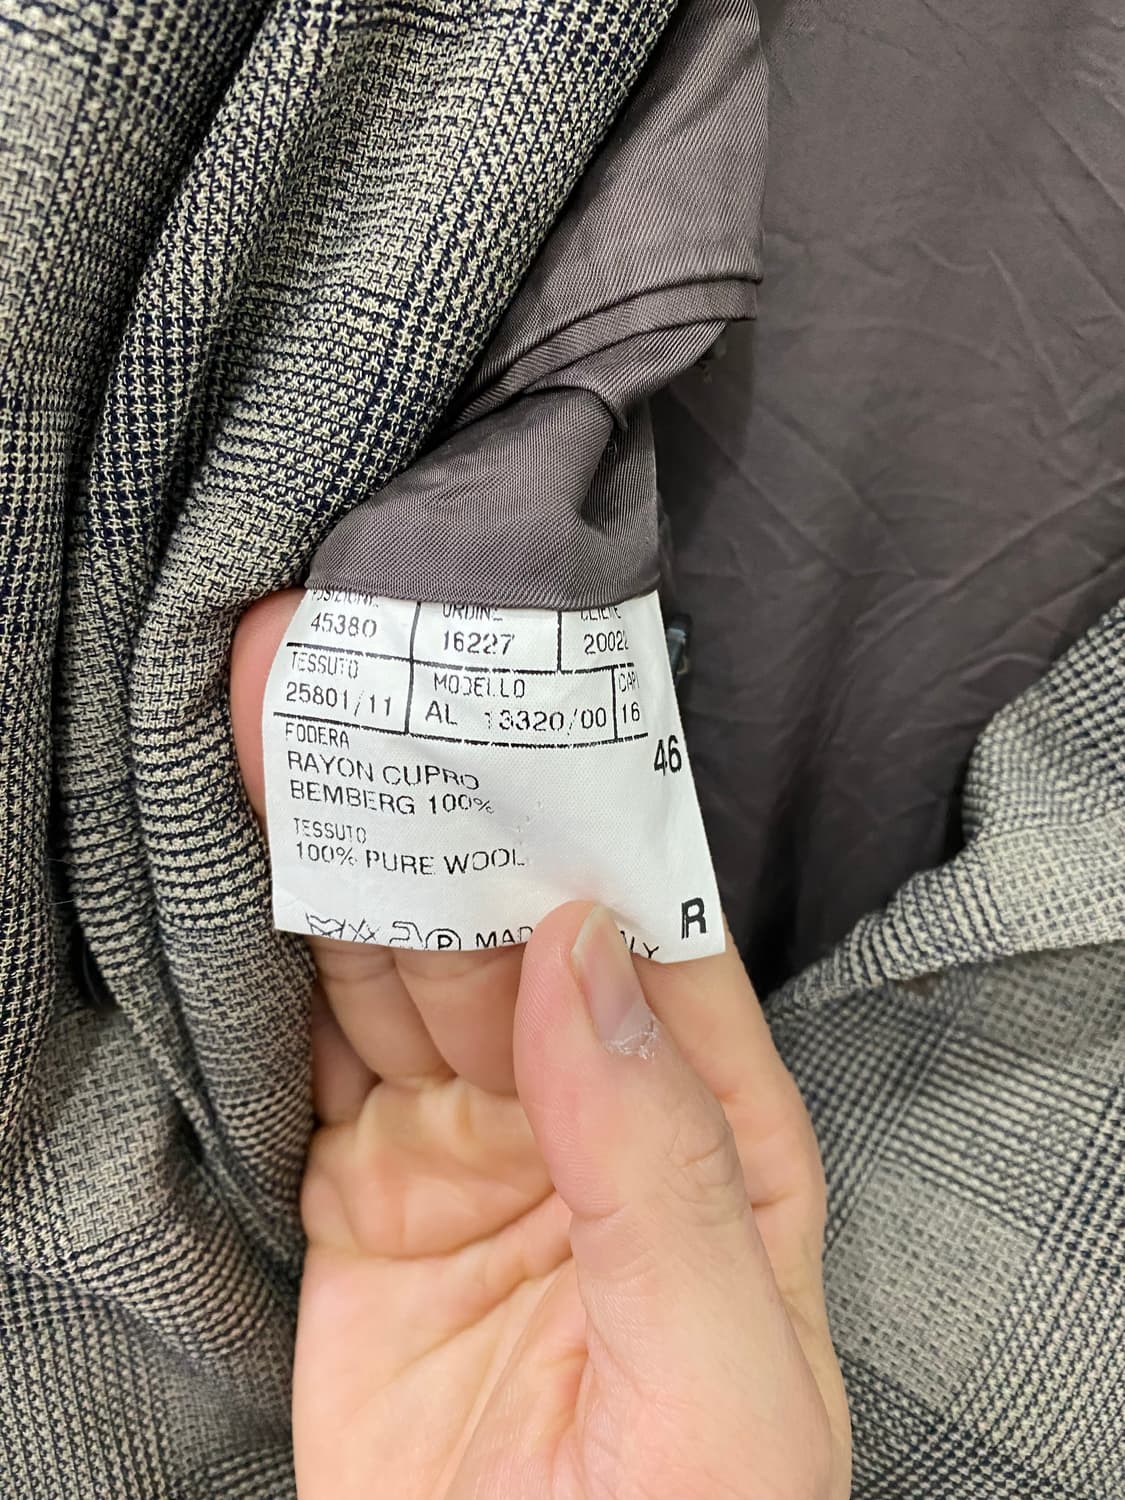 45380 16227
TESSUTO MODELLO
25801/11 AL 13320/00 16
FODERA
RAYON CUPRO 46
BEMBERG 100%
TESSUTO
100% PURE WOOL
R